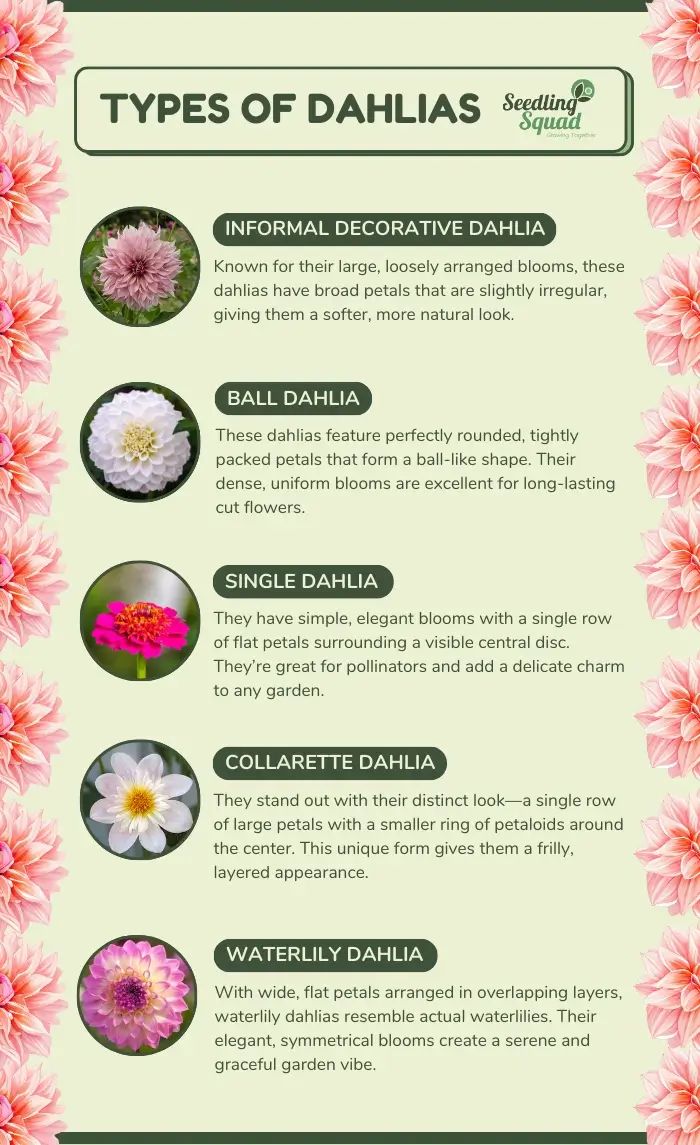 TYPES OF DAHLIAS
Seedling
Squad
Growing Together
INFORMAL DECORATIVE DAHLIA
Known for their large, loosely arranged blooms, these
dahlias have broad petals that are slightly irregular,
giving them a softer, more natural look.
BALL DAHLIA
These dahlias feature perfectly rounded, tightly
packed petals that form a ball-like shape. Their
dense, uniform blooms are excellent for long-lasting
cut flowers.
SINGLE DAHLIA
They have simple, elegant blooms with a single row
of flat petals surrounding a visible central disc.
They’re great for pollinators and add a delicate charm
to any garden.
COLLARETTE DAHLIA
They stand out with their distinct look—a single row
of large petals with a smaller ring of petaloids around
the center. This unique form gives them a frilly,
layered appearance.
WATERLILY DAHLIA
With wide, flat petals arranged in overlapping layers,
waterlily dahlias resemble actual waterlilies. Their
elegant, symmetrical blooms create a serene and
graceful garden vibe.